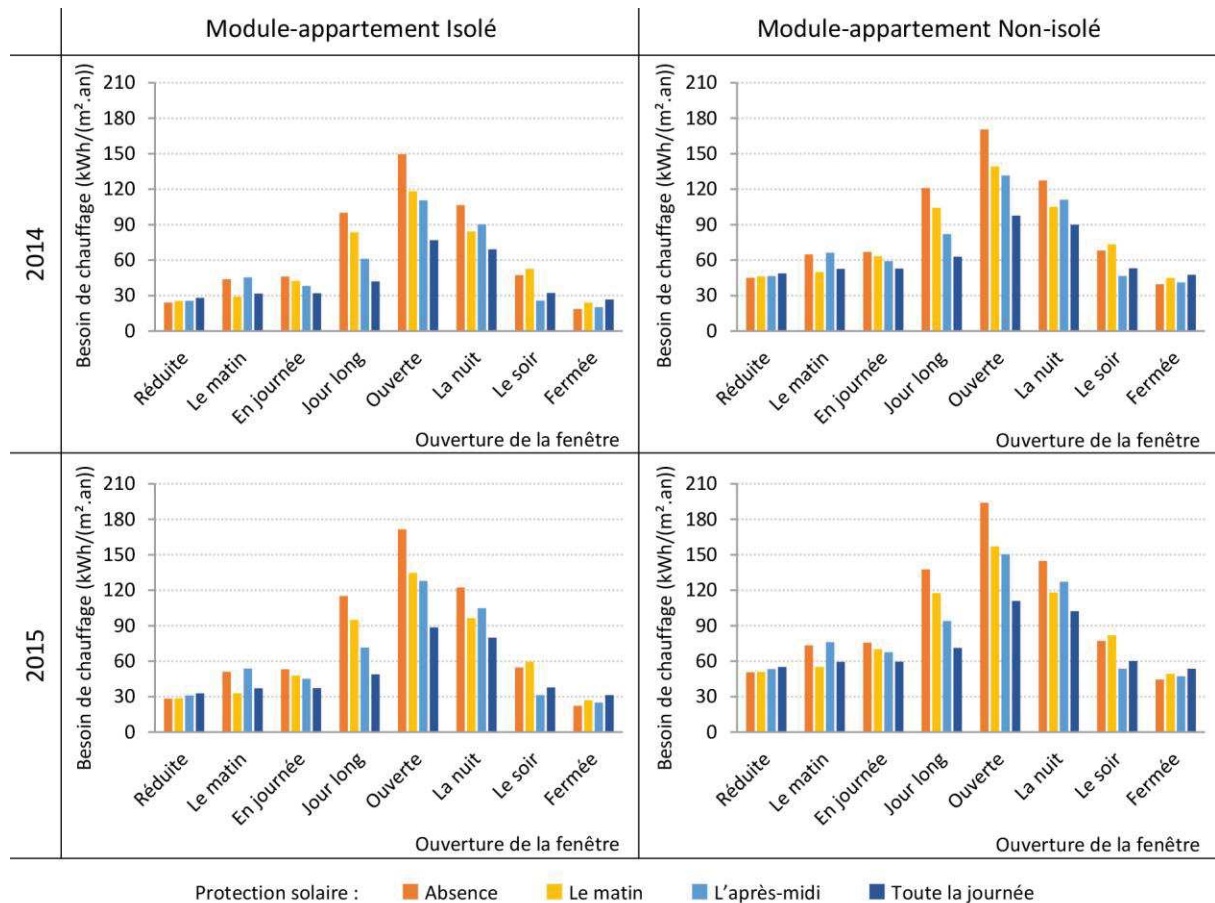 Module-appartement Isolé
Module-appartement Non-isolé
2014
Besoin de chauffage (kWh/(m².an))
210
180
150
120
90
60
30
0
Réduite
Le matin
En journée
Jour long
Ouverte
La nuit
Le soir
Fermée
Ouverture de la fenêtre
Besoin de chauffage (kWh/(m².an))
210
180
150
120
90
60
30
0
Réduite
Le matin
En journée
Jour long
Ouverte
La nuit
Le soir
Fermée
Ouverture de la fenêtre
2015
Besoin de chauffage (kWh/(m².an))
210
180
150
120
90
60
30
0
Réduite
Le matin
En journée
Jour long
Ouverte
La nuit
Le soir
Fermée
Ouverture de la fenêtre
Besoin de chauffage (kWh/(m².an))
210
180
150
120
90
60
30
0
Réduite
Le matin
En journée
Jour long
Ouverte
La nuit
Le soir
Fermée
Ouverture de la fenêtre
Protection solaire : Absence Le matin L'après-midi Toute la journée